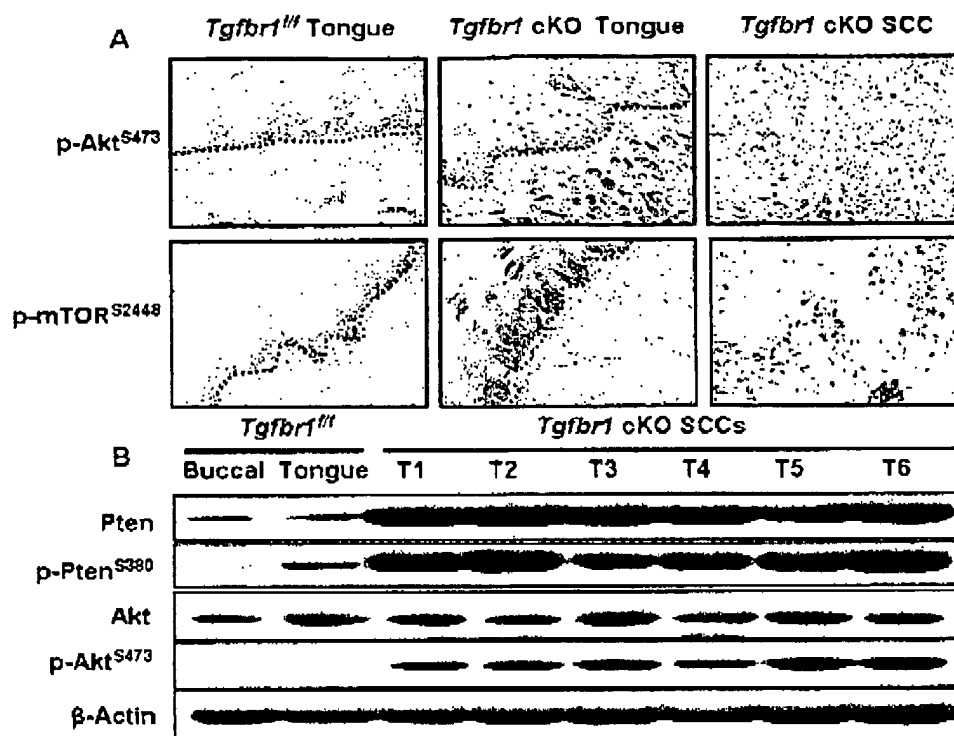 A
Tgfbr1f/f Tongue Tgfbr1 cKO Tongue Tgfbr1 cKO SCC
p-AktS473
p-mTORS2448
Tgfbr1f/f Tgfbr1 cKO SCCs
B
Buccal Tongue T1 T2 T3 T4 T5 T6
Pten
p-PtenS380
Akt
p-AktS473
β-Actin